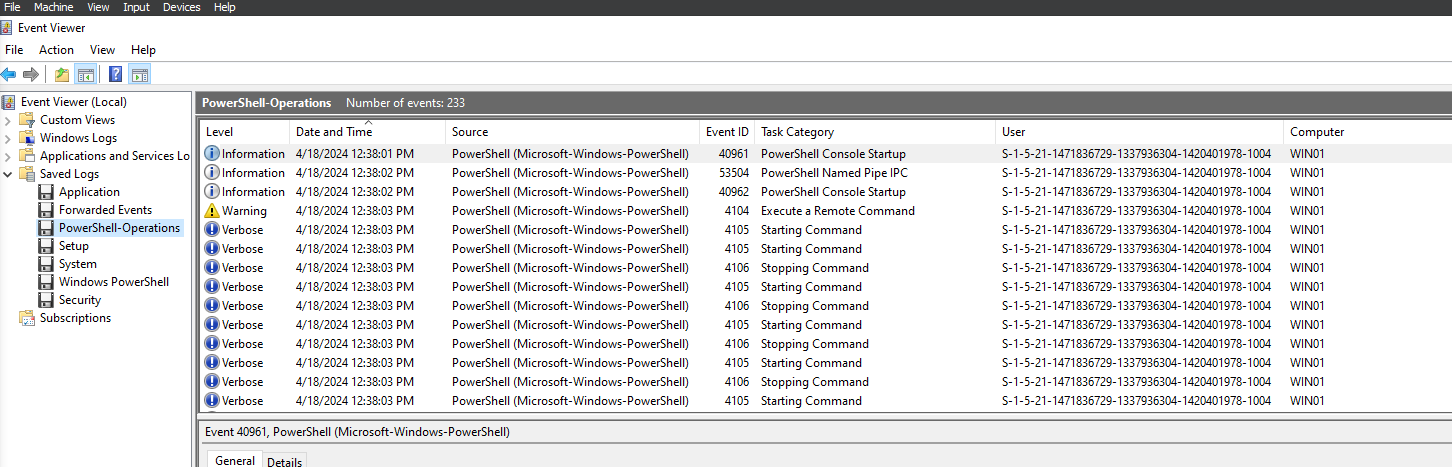 File Machine View Input Devices Help
Event Viewer
File Action View Help
Event Viewer (Local)
Custom Views
Windows Logs
Applications and Services Lo
Saved Logs
Application
Forwarded Events
PowerShell-Operations
Setup
System
Windows PowerShell
Security
Subscriptions
PowerShell-Operations Number of events: 233
Level Date and Time Source Event ID Task Category User Computer
Information 4/18/2024 12:38:01 PM PowerShell (Microsoft-Windows-PowerShell) 40961 PowerShell Console Startup S-1-5-21-1471836729-1337936304-1420401978-1004 WIN01
Information 4/18/2024 12:38:02 PM PowerShell (Microsoft-Windows-PowerShell) 53504 PowerShell Named Pipe IPC S-1-5-21-1471836729-1337936304-1420401978-1004 WIN01
Information 4/18/2024 12:38:02 PM PowerShell (Microsoft-Windows-PowerShell) 40962 PowerShell Console Startup S-1-5-21-1471836729-1337936304-1420401978-1004 WIN01
Warning 4/18/2024 12:38:03 PM PowerShell (Microsoft-Windows-PowerShell) 4104 Execute a Remote Command S-1-5-21-1471836729-1337936304-1420401978-1004 WIN01
Verbose 4/18/2024 12:38:03 PM PowerShell (Microsoft-Windows-PowerShell) 4105 Starting Command S-1-5-21-1471836729-1337936304-1420401978-1004 WIN01
Verbose 4/18/2024 12:38:03 PM PowerShell (Microsoft-Windows-PowerShell) 4105 Starting Command S-1-5-21-1471836729-1337936304-1420401978-1004 WIN01
Verbose 4/18/2024 12:38:03 PM PowerShell (Microsoft-Windows-PowerShell) 4106 Stopping Command S-1-5-21-1471836729-1337936304-1420401978-1004 WIN01
Verbose 4/18/2024 12:38:03 PM PowerShell (Microsoft-Windows-PowerShell) 4105 Starting Command S-1-5-21-1471836729-1337936304-1420401978-1004 WIN01
Verbose 4/18/2024 12:38:03 PM PowerShell (Microsoft-Windows-PowerShell) 4106 Stopping Command S-1-5-21-1471836729-1337936304-1420401978-1004 WIN01
Verbose 4/18/2024 12:38:03 PM PowerShell (Microsoft-Windows-PowerShell) 4105 Starting Command S-1-5-21-1471836729-1337936304-1420401978-1004 WIN01
Verbose 4/18/2024 12:38:03 PM PowerShell (Microsoft-Windows-PowerShell) 4106 Stopping Command S-1-5-21-1471836729-1337936304-1420401978-1004 WIN01
Verbose 4/18/2024 12:38:03 PM PowerShell (Microsoft-Windows-PowerShell) 4105 Starting Command S-1-5-21-1471836729-1337936304-1420401978-1004 WIN01
Verbose 4/18/2024 12:38:03 PM PowerShell (Microsoft-Windows-PowerShell) 4106 Stopping Command S-1-5-21-1471836729-1337936304-1420401978-1004 WIN01
Verbose 4/18/2024 12:38:03 PM PowerShell (Microsoft-Windows-PowerShell) 4105 Starting Command S-1-5-21-1471836729-1337936304-1420401978-1004 WIN01
Event 40961, PowerShell (Microsoft-Windows-PowerShell)
General Details